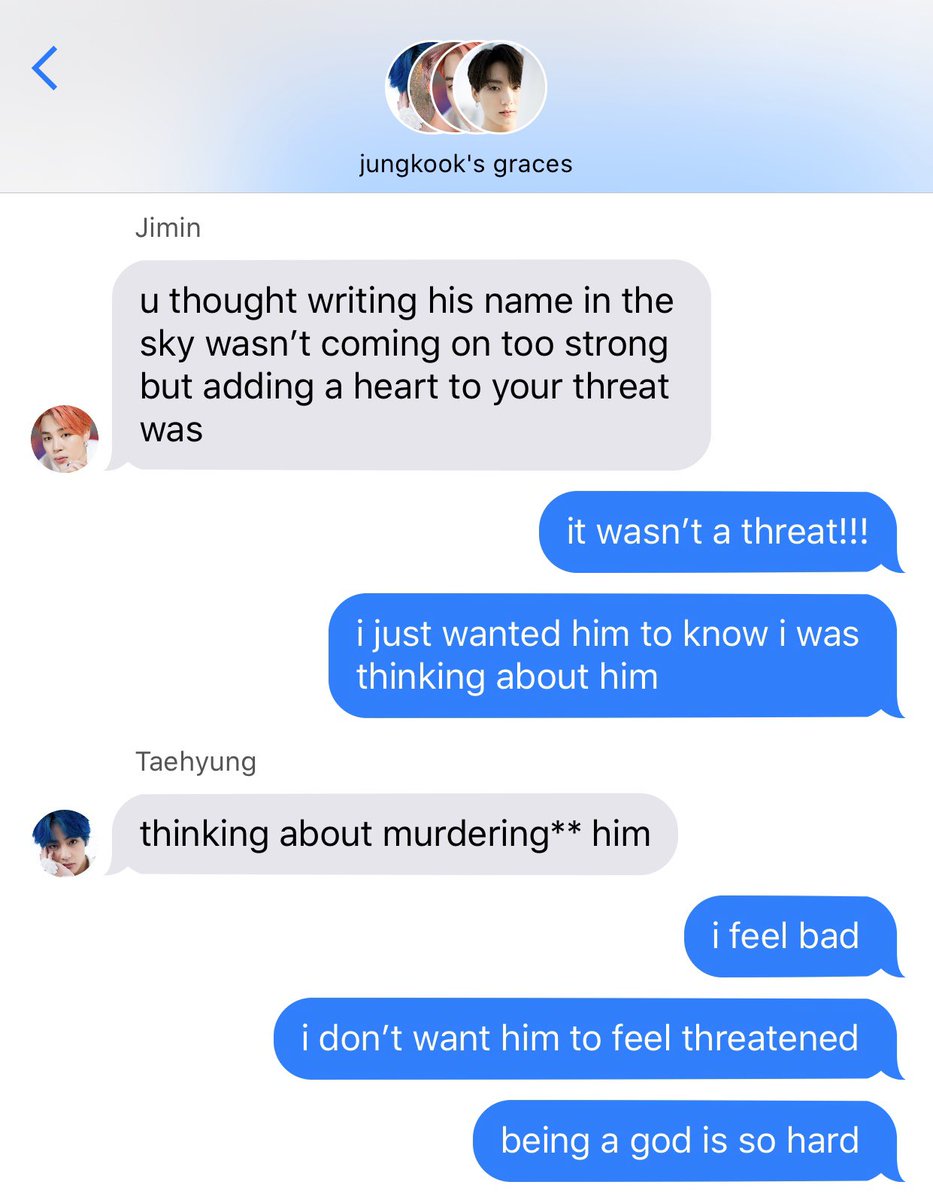 jungkook's graces
Jimin
u thought writing his name in the
sky wasn’t coming on too strong
but adding a heart to your threat
was
it wasn’t a threat!!!
i just wanted him to know i was
thinking about him
Taehyung
thinking about murdering** him
i feel bad
i don’t want him to feel threatened
being a god is so hard